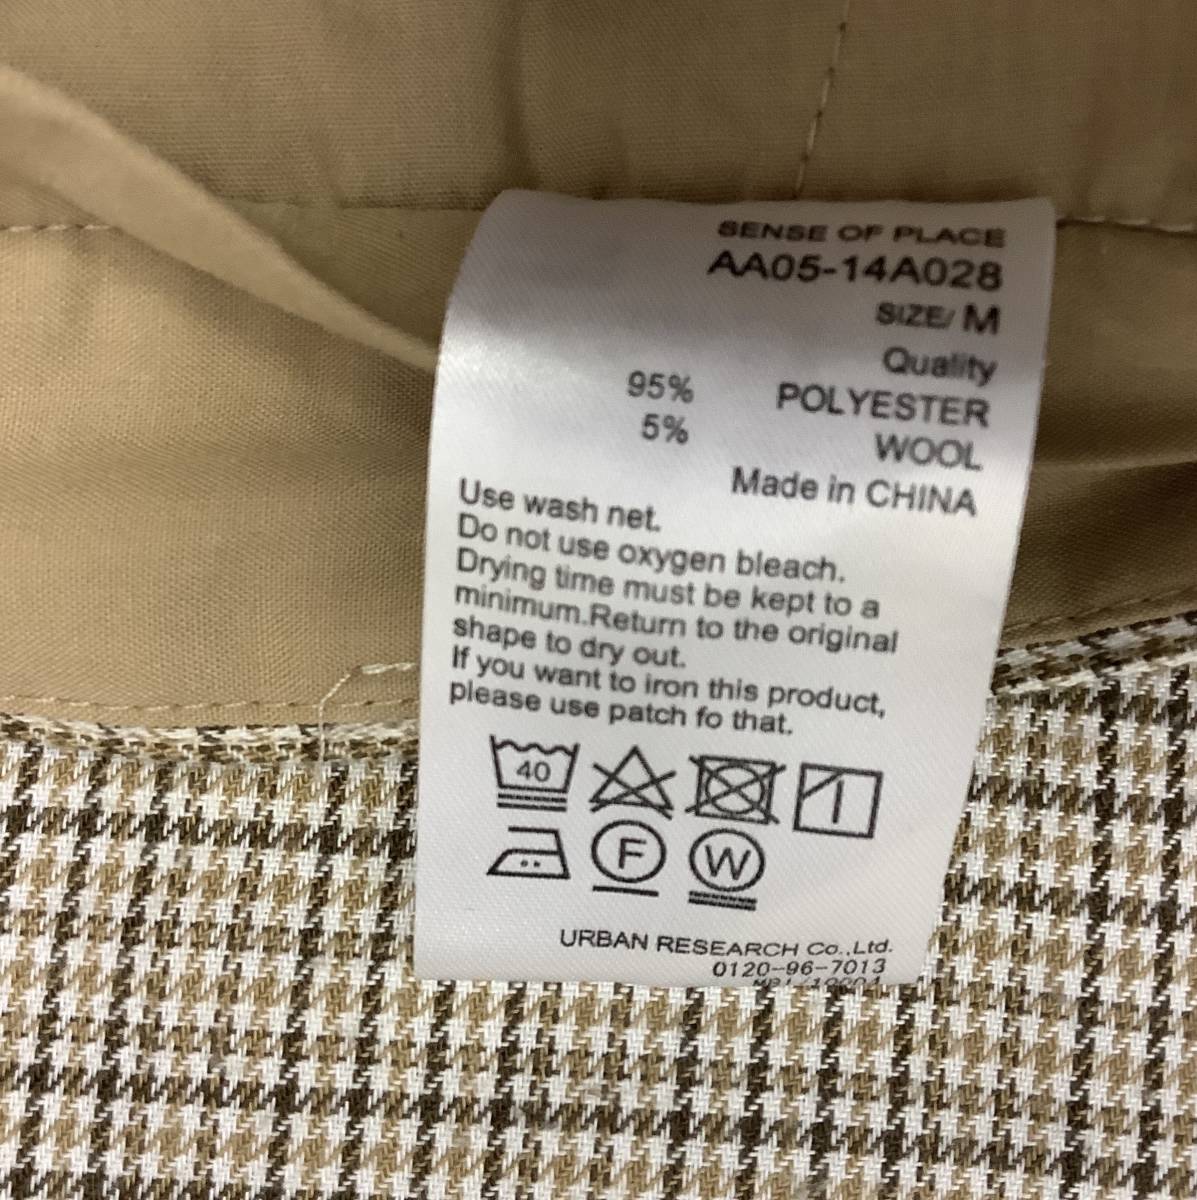 SENSE OF PLACE
AA05-14A028
SIZE/ M
Quality
95% POLYESTER
5% WOOL
Made in CHINA
Use wash net.
Do not use oxygen bleach.
Drying time must be kept to a
minimum.Return to the original
shape to dry out.
If you want to iron this product,
please use patch fo that.
40
F W
URBAN RESEARCH Co.,Ltd.
0120-96-7013